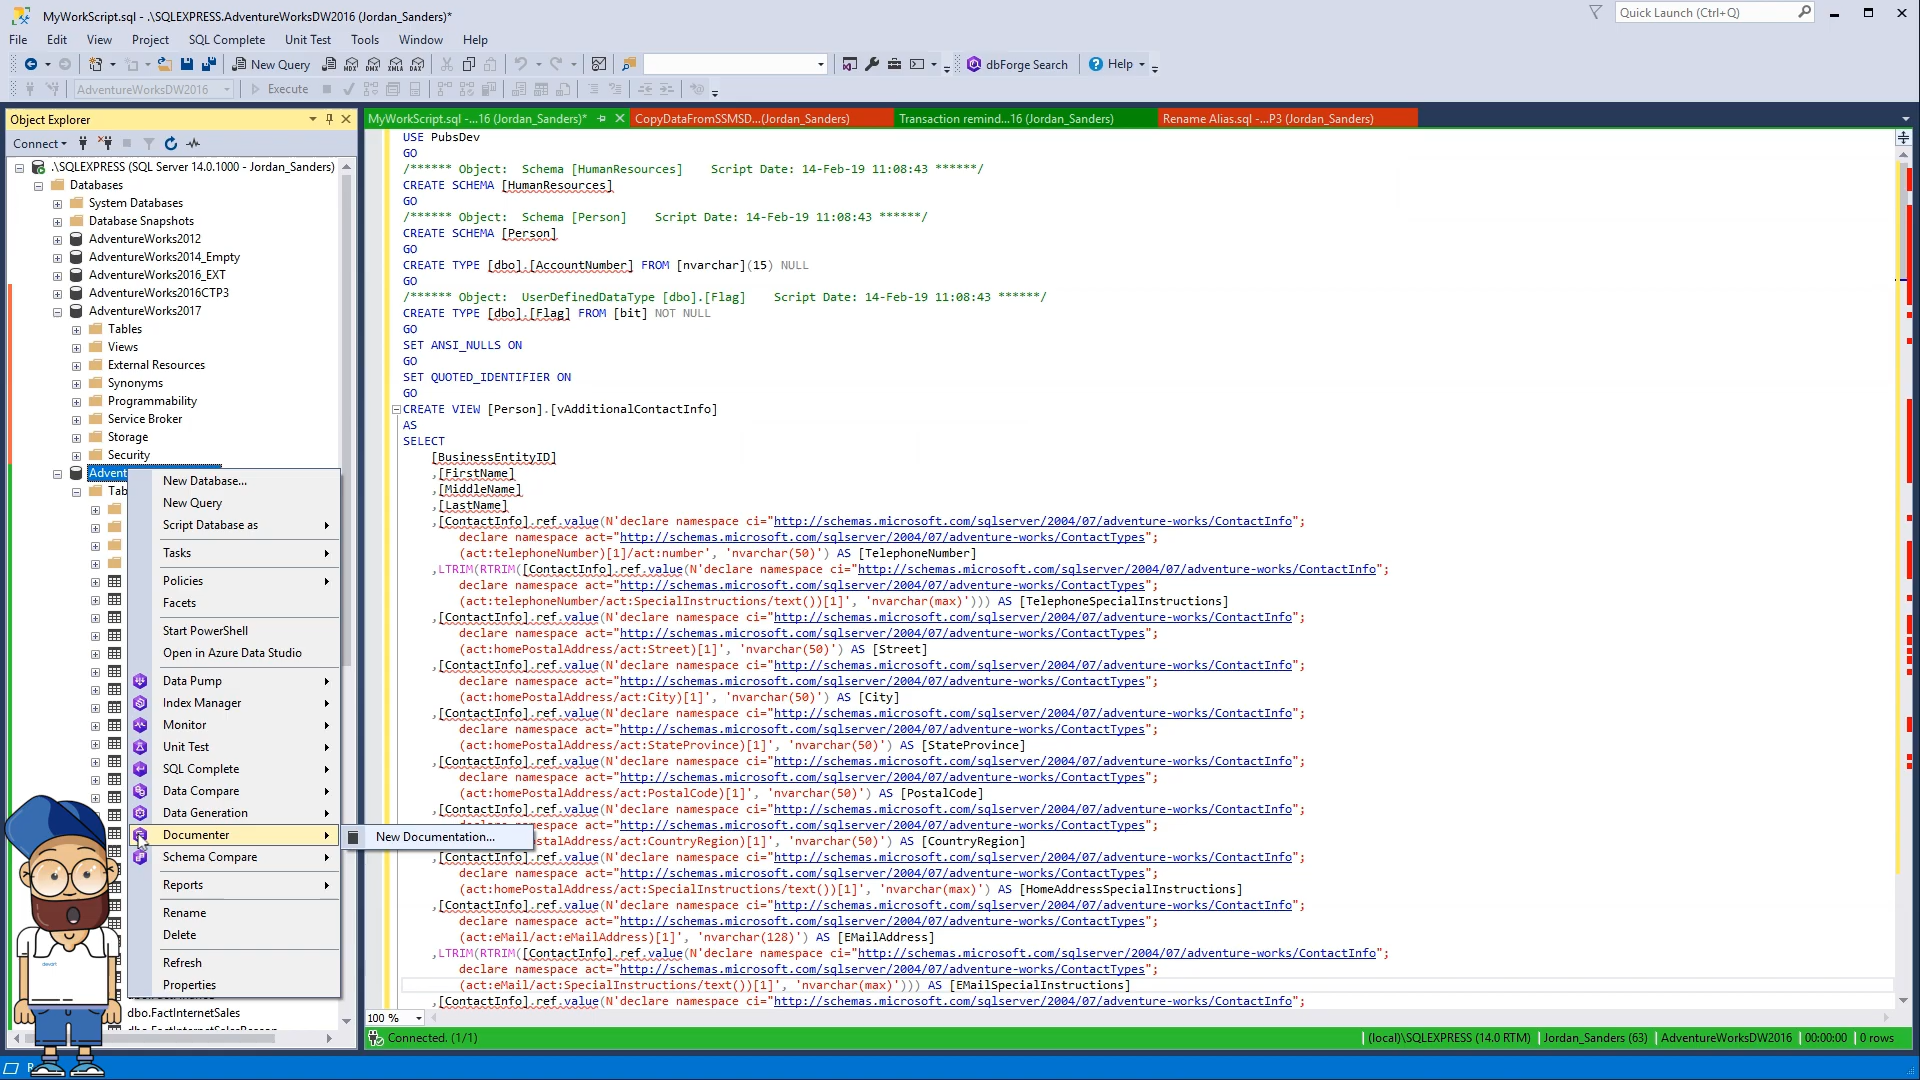 MyWorkScript.sql - .\SQLEXPRESS.AdventureWorksDW2016 (Jordan_Sanders)*
Quick Launch (Ctrl+Q)
File Edit View Project SQL Complete Unit Test Tools Window Help
New Query MDX DMX XMLA DAX dbForge Search Help
AdventureWorksDW2016 Execute
Object Explorer
Connect
.\SQLEXPRESS (SQL Server 14.0.1000 - Jordan_Sanders)
Databases
System Databases
Database Snapshots
AdventureWorks2012
AdventureWorks2014_Empty
AdventureWorks2016_EXT
AdventureWorks2016CTP3
AdventureWorks2017
Tables
Views
External Resources
Synonyms
Programmability
Service Broker
Storage
Security
Advent
Tab
New Database...
New Query
Script Database as
Tasks
Policies
Facets
Start PowerShell
Open in Azure Data Studio
Data Pump
Index Manager
Monitor
Unit Test
SQL Complete
Data Compare
Data Generation
Documenter
New Documentation...
Schema Compare
Reports
Rename
Delete
Refresh
Properties
dbo.FactInternetSales
devart
MyWorkScript.sql -...16 (Jordan_Sanders)* CopyDataFromSSMSD...(Jordan_Sanders) Transaction remind...16 (Jordan_Sanders) Rename Alias.sql -...P3 (Jordan_Sanders)
USE PubsDev
GO
/****** Object:  Schema [HumanResources]    Script Date: 14-Feb-19 11:08:43 ******/
CREATE SCHEMA [HumanResources]
GO
/****** Object:  Schema [Person]    Script Date: 14-Feb-19 11:08:43 ******/
CREATE SCHEMA [Person]
GO
CREATE TYPE [dbo].[AccountNumber] FROM [nvarchar](15) NULL
GO
/****** Object:  UserDefinedDataType [dbo].[Flag]    Script Date: 14-Feb-19 11:08:43 ******/
CREATE TYPE [dbo].[Flag] FROM [bit] NOT NULL
GO
SET ANSI_NULLS ON
GO
SET QUOTED_IDENTIFIER ON
GO
CREATE VIEW [Person].[vAdditionalContactInfo]
AS
SELECT
[BusinessEntityID]
,[FirstName]
,[MiddleName]
,[LastName]
,[ContactInfo].ref.value(N'declare namespace ci="http://schemas.microsoft.com/sqlserver/2004/07/adventure-works/ContactInfo";
declare namespace act="http://schemas.microsoft.com/sqlserver/2004/07/adventure-works/ContactTypes";
(act:telephoneNumber)[1]/act:number', 'nvarchar(50)') AS [TelephoneNumber]
,LTRIM(RTRIM([ContactInfo].ref.value(N'declare namespace ci="http://schemas.microsoft.com/sqlserver/2004/07/adventure-works/ContactInfo";
declare namespace act="http://schemas.microsoft.com/sqlserver/2004/07/adventure-works/ContactTypes";
(act:telephoneNumber/act:SpecialInstructions/text())[1]', 'nvarchar(max)'))) AS [TelephoneSpecialInstructions]
,[ContactInfo].ref.value(N'declare namespace ci="http://schemas.microsoft.com/sqlserver/2004/07/adventure-works/ContactInfo";
declare namespace act="http://schemas.microsoft.com/sqlserver/2004/07/adventure-works/ContactTypes";
(act:homePostalAddress/act:Street)[1]', 'nvarchar(50)') AS [Street]
,[ContactInfo].ref.value(N'declare namespace ci="http://schemas.microsoft.com/sqlserver/2004/07/adventure-works/ContactInfo";
declare namespace act="http://schemas.microsoft.com/sqlserver/2004/07/adventure-works/ContactTypes";
(act:homePostalAddress/act:City)[1]', 'nvarchar(50)') AS [City]
,[ContactInfo].ref.value(N'declare namespace ci="http://schemas.microsoft.com/sqlserver/2004/07/adventure-works/ContactInfo";
declare namespace act="http://schemas.microsoft.com/sqlserver/2004/07/adventure-works/ContactTypes";
(act:homePostalAddress/act:StateProvince)[1]', 'nvarchar(50)') AS [StateProvince]
,[ContactInfo].ref.value(N'declare namespace ci="http://schemas.microsoft.com/sqlserver/2004/07/adventure-works/ContactInfo";
declare namespace act="http://schemas.microsoft.com/sqlserver/2004/07/adventure-works/ContactTypes";
(act:homePostalAddress/act:PostalCode)[1]', 'nvarchar(50)') AS [PostalCode]
,[ContactInfo].ref.value(N'declare namespace ci="http://schemas.microsoft.com/sqlserver/2004/07/adventure-works/ContactInfo";
espace act="http://schemas.microsoft.com/sqlserver/2004/07/adventure-works/ContactTypes";
stalAddress/act:CountryRegion)[1]', 'nvarchar(50)') AS [CountryRegion]
,[ContactInfo].ref.value(N'declare namespace ci="http://schemas.microsoft.com/sqlserver/2004/07/adventure-works/ContactInfo";
declare namespace act="http://schemas.microsoft.com/sqlserver/2004/07/adventure-works/ContactTypes";
(act:homePostalAddress/act:SpecialInstructions/text())[1]', 'nvarchar(max)') AS [HomeAddressSpecialInstructions]
,[ContactInfo].ref.value(N'declare namespace ci="http://schemas.microsoft.com/sqlserver/2004/07/adventure-works/ContactInfo";
declare namespace act="http://schemas.microsoft.com/sqlserver/2004/07/adventure-works/ContactTypes";
(act:eMail/act:eMailAddress)[1]', 'nvarchar(128)') AS [EMailAddress]
,LTRIM(RTRIM([ContactInfo].ref.value(N'declare namespace ci="http://schemas.microsoft.com/sqlserver/2004/07/adventure-works/ContactInfo";
declare namespace act="http://schemas.microsoft.com/sqlserver/2004/07/adventure-works/ContactTypes";
(act:eMail/act:SpecialInstructions/text())[1]', 'nvarchar(max)'))) AS [EMailSpecialInstructions]
,[ContactInfo].ref.value(N'declare namespace ci="http://schemas.microsoft.com/sqlserver/2004/07/adventure-works/ContactInfo";
100 %
Connected. (1/1) (local)\SQLEXPRESS (14.0 RTM) Jordan_Sanders (63) AdventureWorksDW2016 00:00:00 0 rows